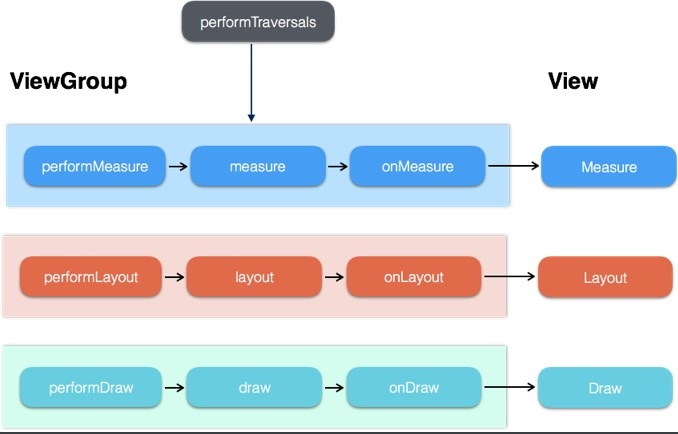 performTraversals
ViewGroup
View
performMeasure
measure
onMeasure
Measure
performLayout
layout
onLayout
Layout
performDraw
draw
onDraw
Draw